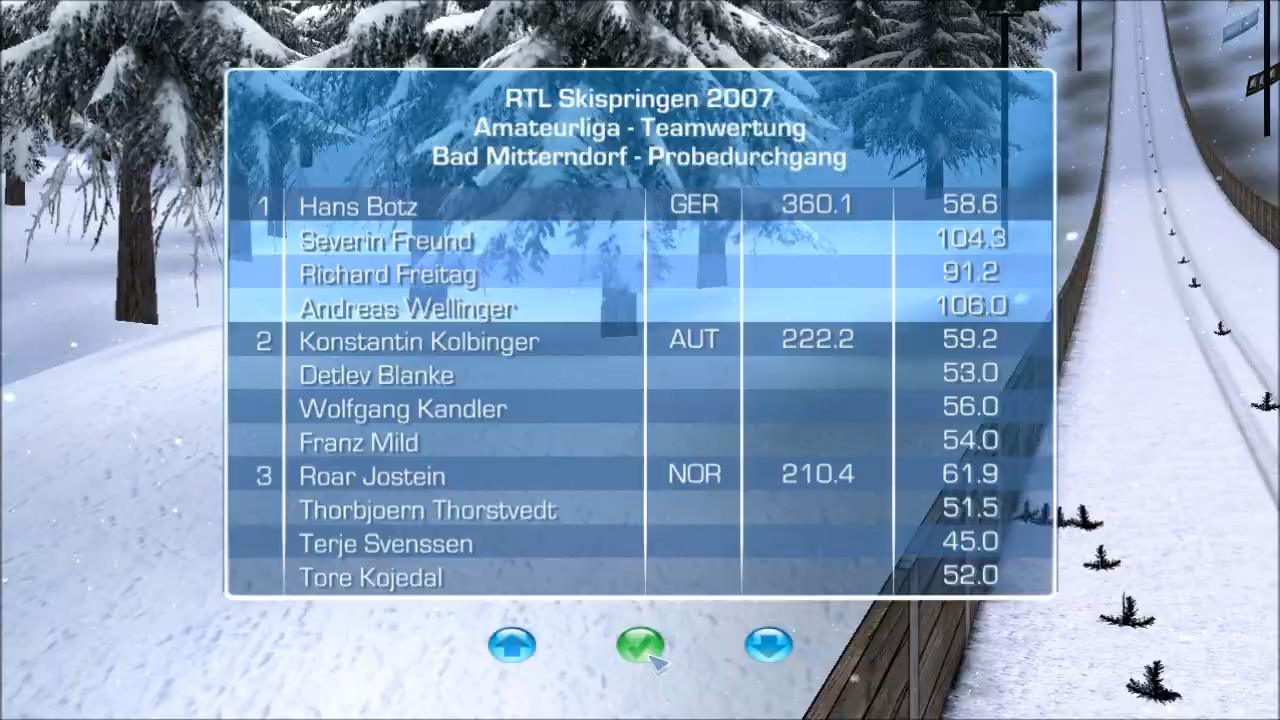 RTL Skispringen 2007
Amateurliga - Teamwertung
Bad Mitterndorf - Probedurchgang
1 Hans Botz GER 360.1 58.6
Severin Freund 104.3
Richard Freitag 91.2
Andreas Wellinger 106.0
2 Konstantin Kolbinger AUT 222.2 59.2
Detlev Blanke 53.0
Wolfgang Kandler 56.0
Franz Mild 54.0
3 Roar Jostein NOR 210.4 61.9
Thorbjoern Thorstvedt 51.5
Terje Svenssen 45.0
Tore Kojedal 52.0